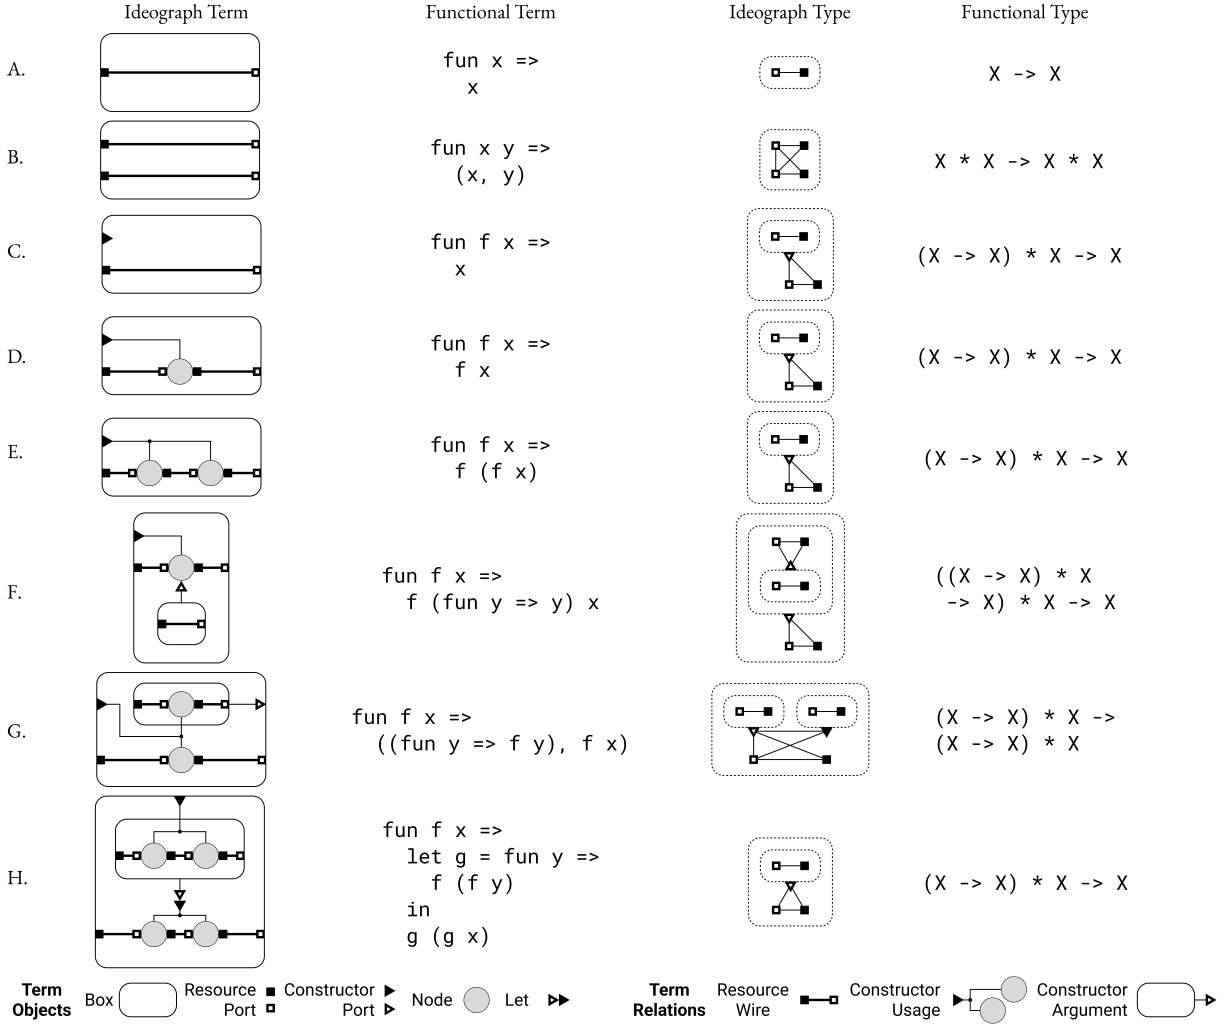 Ideograph Term Functional Term Ideograph Type Functional Type
A.
fun x =>
x
X -> X
B.
fun x y =>
(x, y)
X * X -> X * X
C.
fun f x =>
x
(X -> X) * X -> X
D.
fun f x =>
f x
(X -> X) * X -> X
E.
fun f x =>
f (f x)
(X -> X) * X -> X
F.
fun f x =>
f (fun y => y) x
((X -> X) * X
-> X) * X -> X
G.
fun f x =>
((fun y => f y), f x)
(X -> X) * X ->
(X -> X) * X
H.
fun f x =>
let g = fun y =>
f (f y)
in
g (g x)
(X -> X) * X -> X
Term
Objects
Box
Resource
Port
Constructor
Port
Node
Let
Term
Relations
Resource
Wire
Constructor
Usage
Constructor
Argument